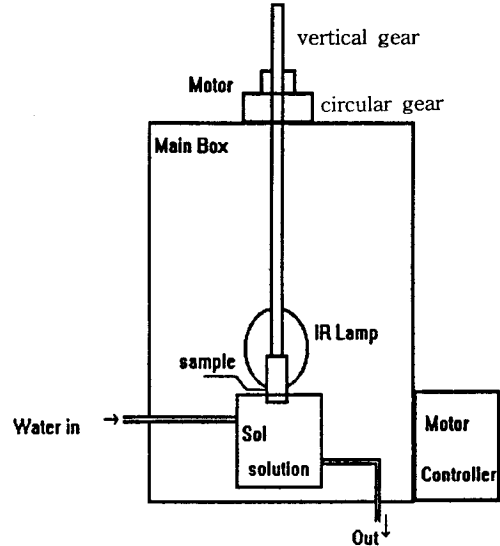 vertical gear
Motor
circular gear
Main Box
IR Lamp
sample
Water in
Sol
solution
Motor
Controller
Out